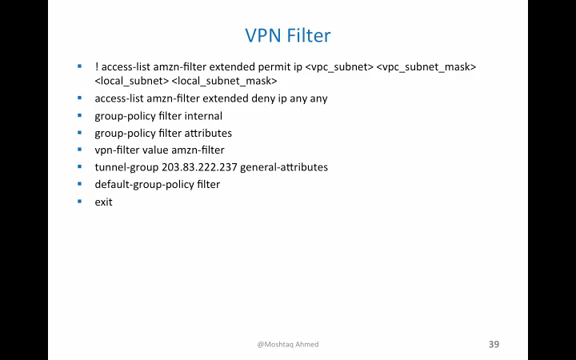 VPN Filter
! access-list amzn-filter extended permit ip <vpc_subnet> <vpc_subnet_mask>
<local_subnet> <local_subnet_mask>
access-list amzn-filter extended deny ip any any
group-policy filter internal
group-policy filter attributes
vpn-filter value amzn-filter
tunnel-group 203.83.222.237 general-attributes
default-group-policy filter
exit
@Moshtaq Ahmed
39